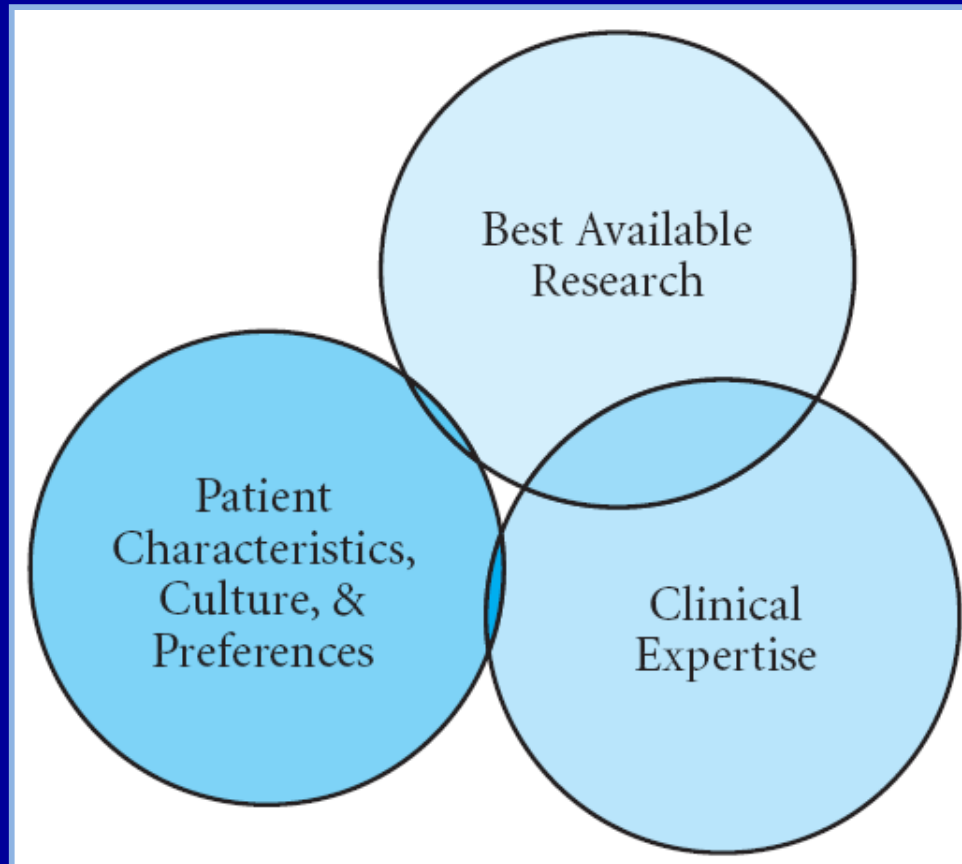 Best Available
Research
Patient
Characteristics,
Culture, &
Preferences
Clinical
Expertise